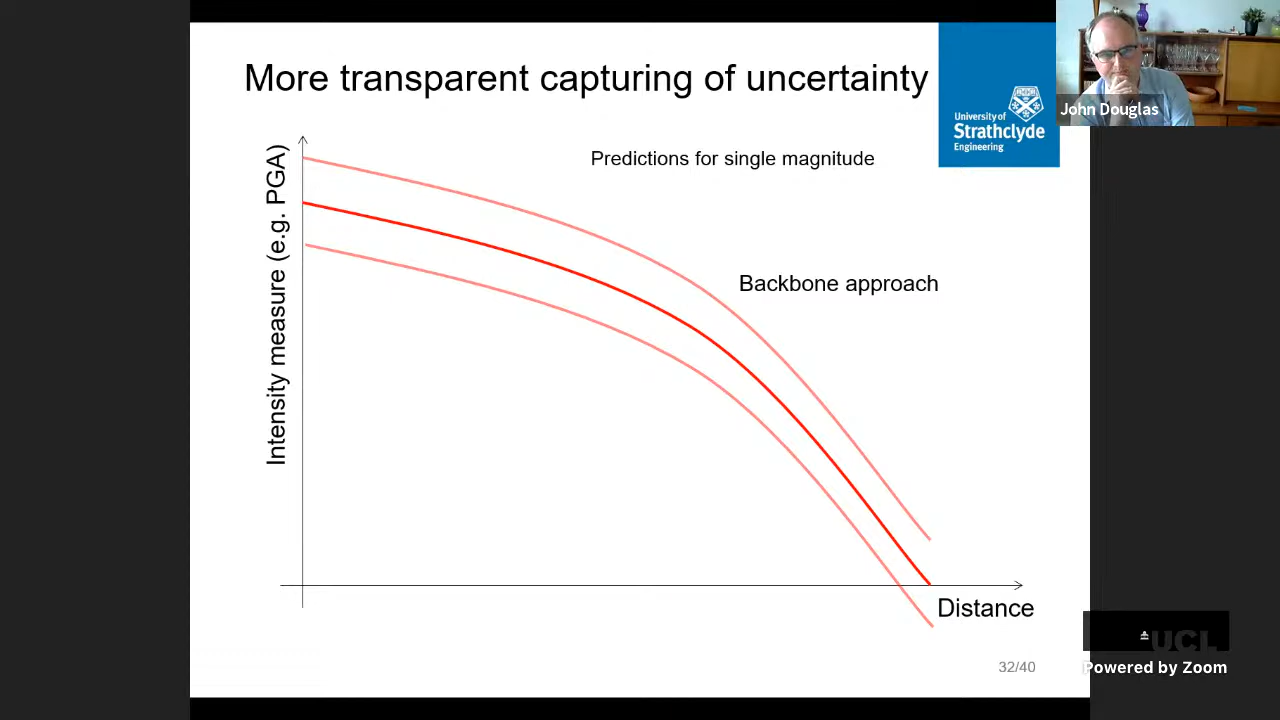 More transparent capturing of uncertainty
University of
Strathclyde
Engineering
John Douglas
Predictions for single magnitude
Intensity measure (e.g. PGA)
Backbone approach
Distance
32/40
UCL
Powered by Zoom